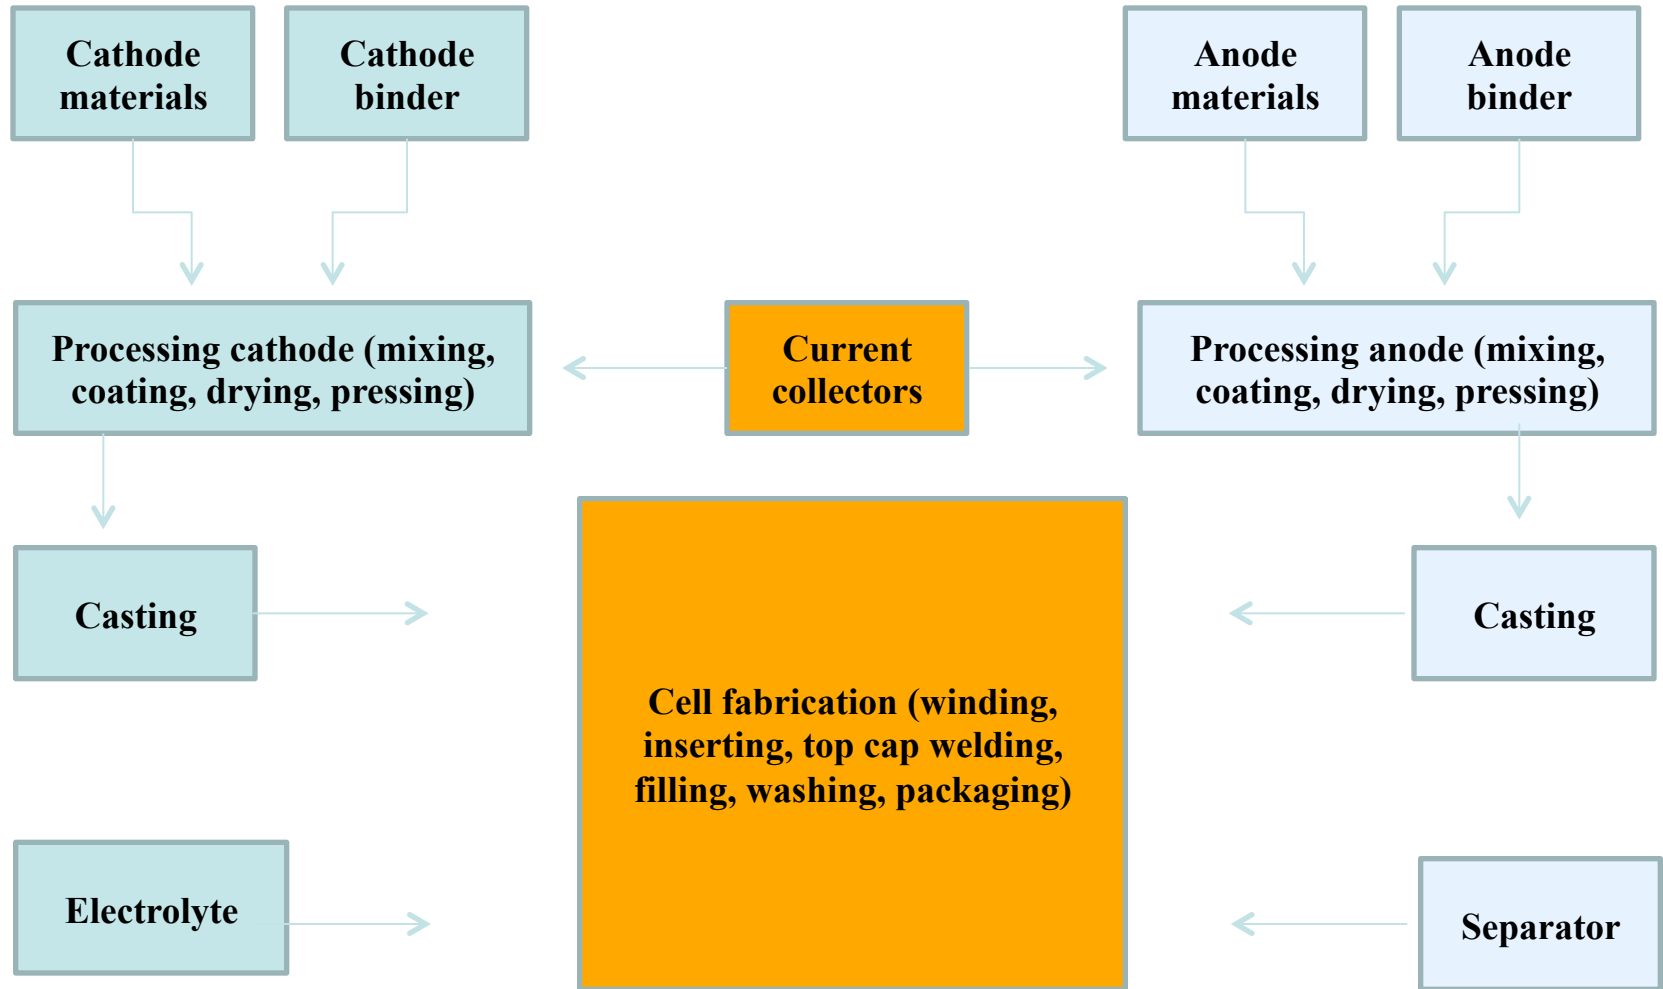 Cathode
materials
Cathode
binder
Anode
materials
Anode
binder
Processing cathode (mixing,
coating, drying, pressing)
Current
collectors
Processing anode (mixing,
coating, drying, pressing)
Casting
Casting
Cell fabrication (winding,
inserting, top cap welding,
filling, washing, packaging)
Electrolyte
Separator